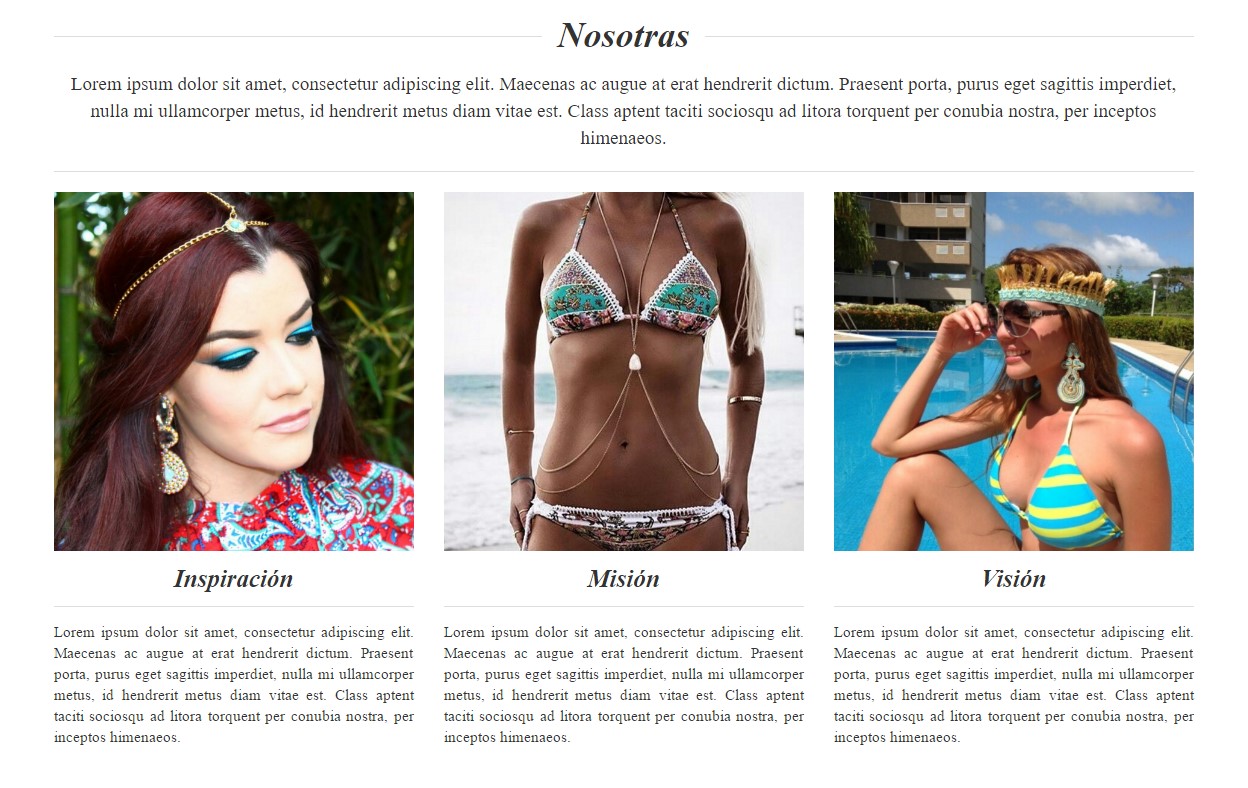 Nosotras
Lorem ipsum dolor sit amet, consectetur adipiscing elit. Maecenas ac augue at erat hendrerit dictum. Praesent porta, purus eget sagittis imperdiet,
nulla mi ullamcorper metus, id hendrerit metus diam vitae est. Class aptent taciti sociosqu ad litora torquent per conubia nostra, per inceptos
himenaeos.
Inspiración
Lorem ipsum dolor sit amet, consectetur adipiscing elit.
Maecenas ac augue at erat hendrerit dictum. Praesent
porta, purus eget sagittis imperdiet, nulla mi ullamcorper
metus, id hendrerit metus diam vitae est. Class aptent
taciti sociosqu ad litora torquent per conubia nostra, per
inceptos himenaeos.
Misión
Lorem ipsum dolor sit amet, consectetur adipiscing elit.
Maecenas ac augue at erat hendrerit dictum. Praesent
porta, purus eget sagittis imperdiet, nulla mi ullamcorper
metus, id hendrerit metus diam vitae est. Class aptent
taciti sociosqu ad litora torquent per conubia nostra, per
inceptos himenaeos.
Visión
Lorem ipsum dolor sit amet, consectetur adipiscing elit.
Maecenas ac augue at erat hendrerit dictum. Praesent
porta, purus eget sagittis imperdiet, nulla mi ullamcorper
metus, id hendrerit metus diam vitae est. Class aptent
taciti sociosqu ad litora torquent per conubia nostra, per
inceptos himenaeos.